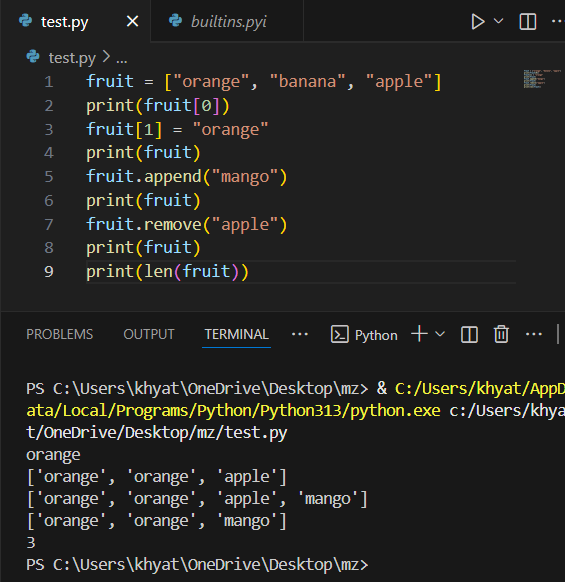 test.py
builtins.pyi
test.py > ...
1 fruit = ["orange", "banana", "apple"]
2 print(fruit[0])
3 fruit[1] = "orange"
4 print(fruit)
5 fruit.append("mango")
6 print(fruit)
7 fruit.remove("apple")
8 print(fruit)
9 print(len(fruit))
PROBLEMS OUTPUT TERMINAL ... Python
PS C:\Users\khyat\OneDrive\Desktop\mz> & C:/Users/khyat/AppD
ata/Local/Programs/Python/Python313/python.exe c:/Users/khya
t/OneDrive/Desktop/mz/test.py
orange
['orange', 'orange', 'apple']
['orange', 'orange', 'apple', 'mango']
['orange', 'orange', 'mango']
3
PS C:\Users\khyat\OneDrive\Desktop\mz>